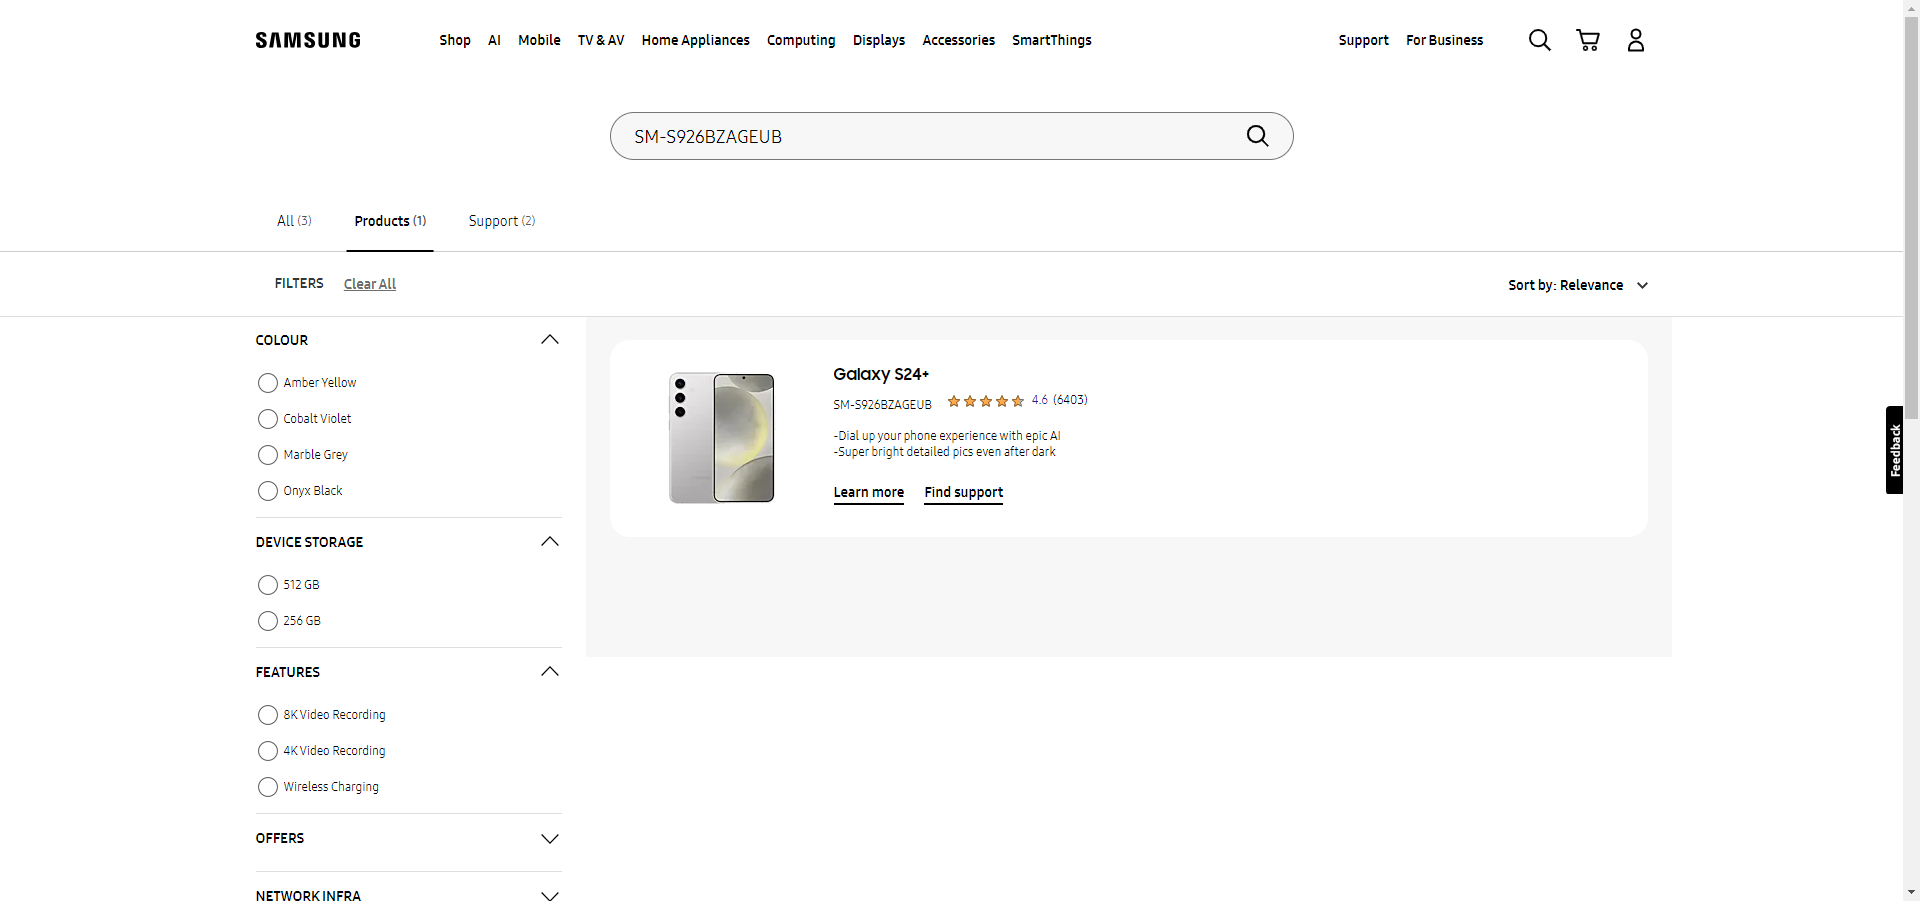 SAMSUNG
Shop AI Mobile TV & AV Home Appliances Computing Displays Accessories SmartThings Support For Business
SM-S926BZAGEUB
All (3) Products (1) Support (2)
FILTERS Clear All Sort by: Relevance
COLOUR
Amber Yellow
Cobalt Violet
Marble Grey
Onyx Black
DEVICE STORAGE
512 GB
256 GB
FEATURES
8K Video Recording
4K Video Recording
Wireless Charging
OFFERS
NETWORK INFRA
Galaxy S24+
SM-S926BZAGEUB 4.6 (6403)
-Dial up your phone experience with epic AI
-Super bright detailed pics even after dark
Learn more Find support
Feedback